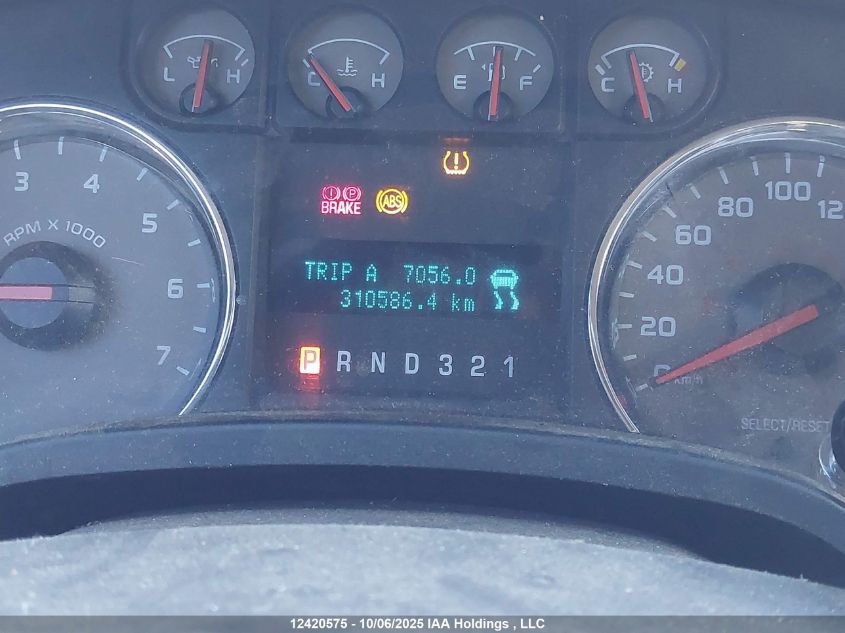 L H
C H
E F
C H
3 4 5 6 7
RPM X 1000
BRAKE
ABS
TRIP A 7056.0
310586.4 km
P R N D 3 2 1
0 20 40 60 80 100 12
km/h
SELECT/RESET
12420575 - 10/06/2025 IAA Holdings , LLC